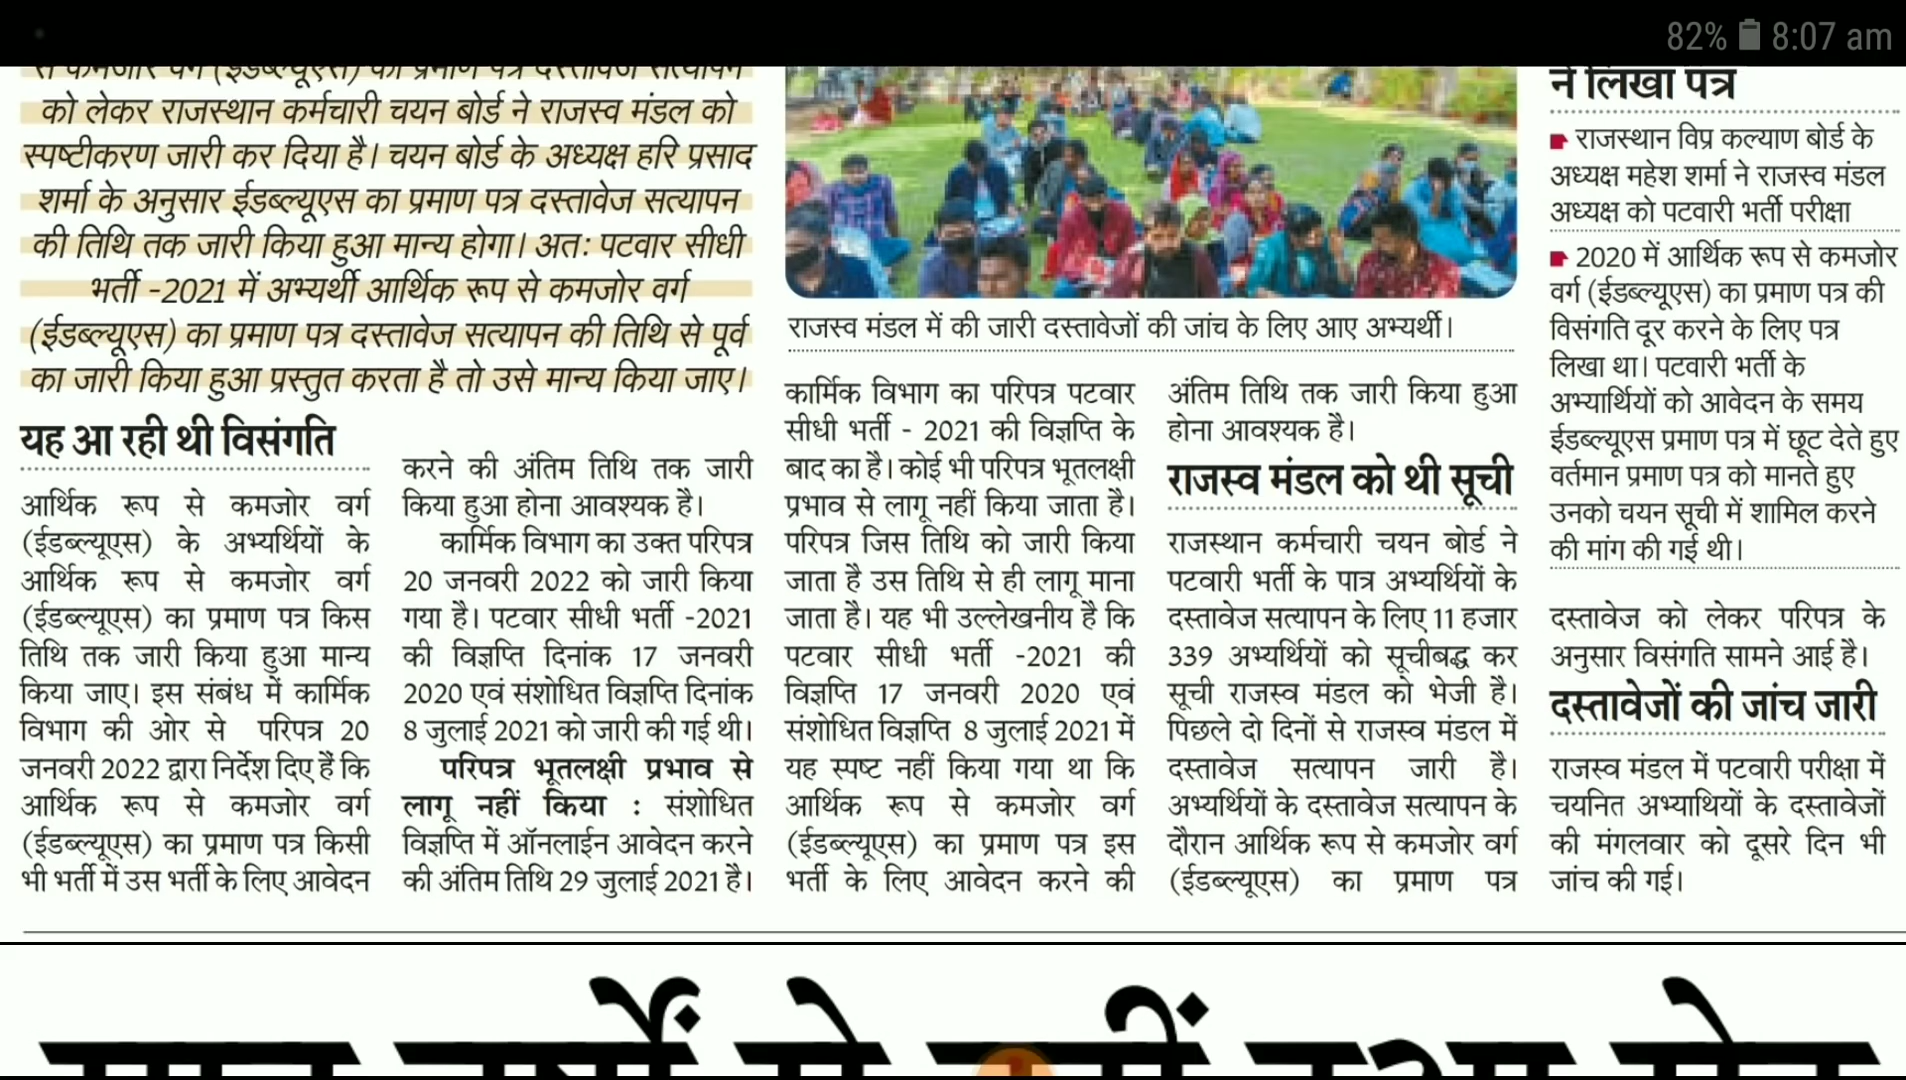 82% 8:07 am
से कमजोर वर्ग (ईडब्ल्यूएस) का प्रमाण पत्र दस्तावेज सत्यापन
को लेकर राजस्थान कर्मचारी चयन बोर्ड ने राजस्व मंडल को
स्पष्टीकरण जारी कर दिया है। चयन बोर्ड के अध्यक्ष हरि प्रसाद
शर्मा के अनुसार ईडब्ल्यूएस का प्रमाण पत्र दस्तावेज सत्यापन
की तिथि तक जारी किया हुआ मान्य होगा। अतः पटवार सीधी
भर्ती -2021 में अभ्यर्थी आर्थिक रूप से कमजोर वर्ग
(ईडब्ल्यूएस) का प्रमाण पत्र दस्तावेज सत्यापन की तिथि से पूर्व
का जारी किया हुआ प्रस्तुत करता है तो उसे मान्य किया जाए।
यह आ रही थी विसंगति
आर्थिक रूप से कमजोर वर्ग
(ईडब्ल्यूएस) के अभ्यर्थियों के
आर्थिक रूप से कमजोर वर्ग
(ईडब्ल्यूएस) का प्रमाण पत्र किस
तिथि तक जारी किया हुआ मान्य
किया जाए। इस संबंध में कार्मिक
विभाग की ओर से परिपत्र 20
जनवरी 2022 द्वारा निर्देश दिए हैं कि
आर्थिक रूप से कमजोर वर्ग
(ईडब्ल्यूएस) का प्रमाण पत्र किसी
भी भर्ती में उस भर्ती के लिए आवेदन
करने की अंतिम तिथि तक जारी
किया हुआ होना आवश्यक है।
कार्मिक विभाग का उक्त परिपत्र
20 जनवरी 2022 को जारी किया
गया है। पटवार सीधी भर्ती -2021
की विज्ञप्ति दिनांक 17 जनवरी
2020 एवं संशोधित विज्ञप्ति दिनांक
8 जुलाई 2021 को जारी की गई थी।
परिपत्र भूतलक्षी प्रभाव से
लागू नहीं किया : संशोधित
विज्ञप्ति में ऑनलाईन आवेदन करने
की अंतिम तिथि 29 जुलाई 2021 है।
राजस्व मंडल में की जारी दस्तावेजों की जांच के लिए आए अभ्यर्थी।
कार्मिक विभाग का परिपत्र पटवार
सीधी भर्ती - 2021 की विज्ञप्ति के
बाद का है। कोई भी परिपत्र भूतलक्षी
प्रभाव से लागू नहीं किया जाता है।
परिपत्र जिस तिथि को जारी किया
जाता है उस तिथि से ही लागू माना
जाता है। यह भी उल्लेखनीय है कि
पटवार सीधी भर्ती -2021 की
विज्ञप्ति 17 जनवरी 2020 एवं
संशोधित विज्ञप्ति 8 जुलाई 2021 में
यह स्पष्ट नहीं किया गया था कि
आर्थिक रूप से कमजोर वर्ग
(ईडब्ल्यूएस) का प्रमाण पत्र इस
भर्ती के लिए आवेदन करने की
अंतिम तिथि तक जारी किया हुआ
होना आवश्यक है।
राजस्व मंडल को थी सूची
राजस्थान कर्मचारी चयन बोर्ड ने
पटवारी भर्ती के पात्र अभ्यर्थियों के
दस्तावेज सत्यापन के लिए 11 हजार
339 अभ्यर्थियों को सूचीबद्ध कर
सूची राजस्व मंडल को भेजी है।
पिछले दो दिनों से राजस्व मंडल में
दस्तावेज सत्यापन जारी है।
अभ्यर्थियों के दस्तावेज सत्यापन के
दौरान आर्थिक रूप से कमजोर वर्ग
(ईडब्ल्यूएस) का प्रमाण पत्र
ने लिखा पत्र
राजस्थान विप्र कल्याण बोर्ड के
अध्यक्ष महेश शर्मा ने राजस्व मंडल
अध्यक्ष को पटवारी भर्ती परीक्षा
2020 में आर्थिक रूप से कमजोर
वर्ग (ईडब्ल्यूएस) का प्रमाण पत्र की
विसंगति दूर करने के लिए पत्र
लिखा था। पटवारी भर्ती के
अभ्यार्थियों को आवेदन के समय
ईडब्ल्यूएस प्रमाण पत्र में छूट देते हुए
वर्तमान प्रमाण पत्र को मानते हुए
उनको चयन सूची में शामिल करने
की मांग की गई थी।
दस्तावेज को लेकर परिपत्र के
अनुसार विसंगति सामने आई है।
दस्तावेजों की जांच जारी
राजस्व मंडल में पटवारी परीक्षा में
चयनित अभ्याथियों के दस्तावेजों
की मंगलवार को दूसरे दिन भी
जांच की गई।